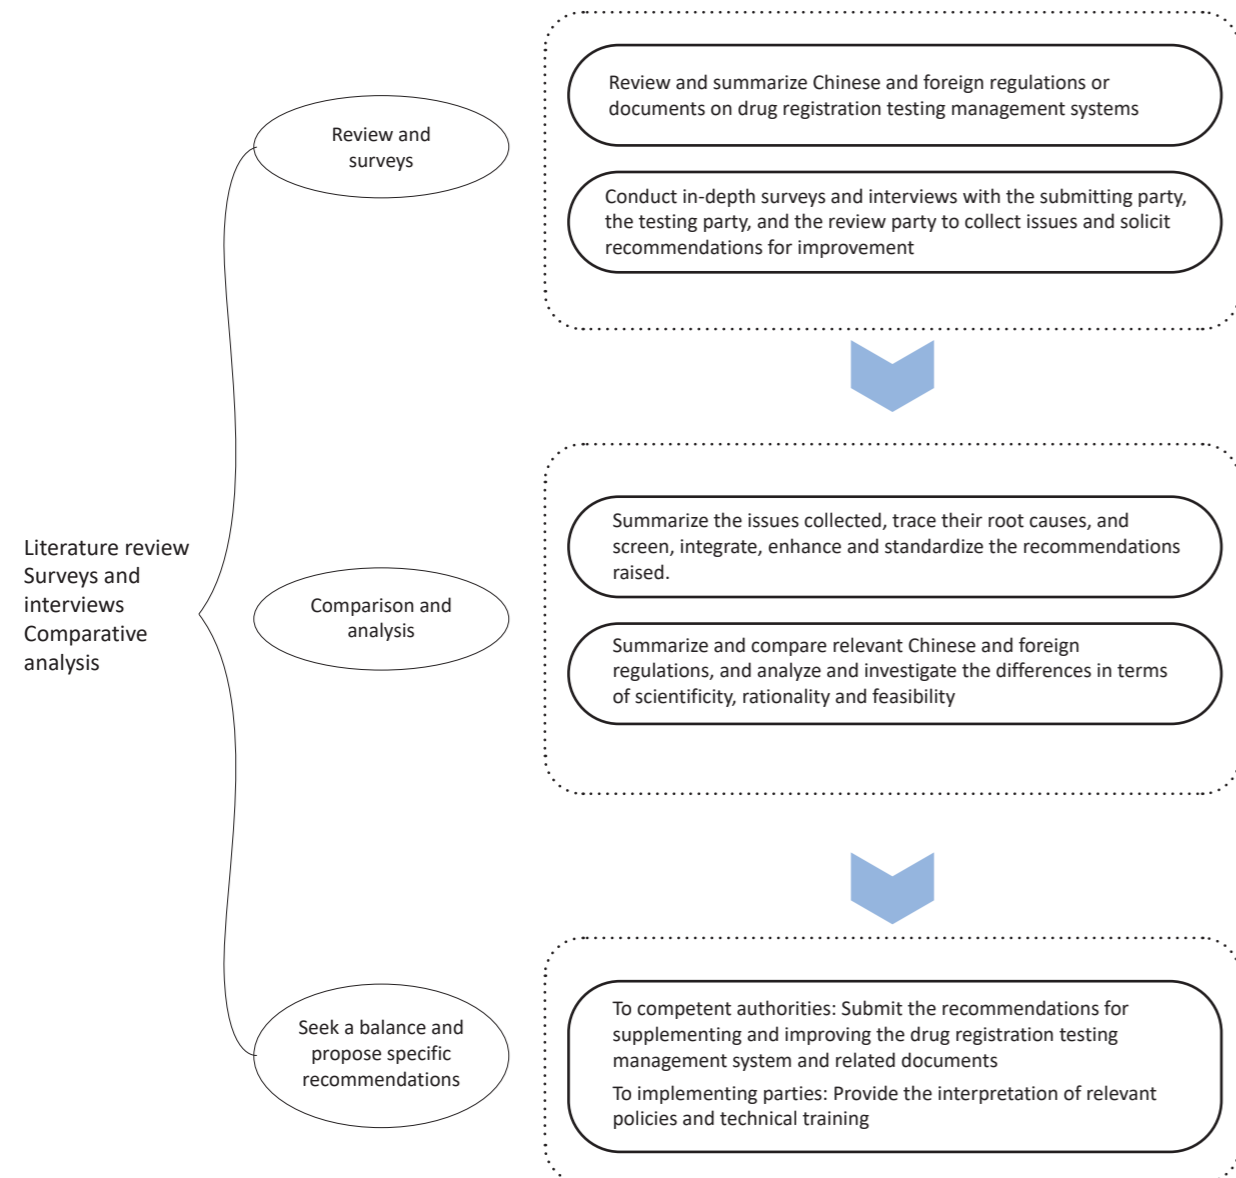 Review and
surveys
Review and summarize Chinese and foreign regulations or
documents on drug registration testing management systems
Conduct in-depth surveys and interviews with the submitting party,
the testing party, and the review party to collect issues and solicit
recommendations for improvement
Literature review
Surveys and
interviews
Comparative
analysis
Comparison and
analysis
Summarize the issues collected, trace their root causes, and
screen, integrate, enhance and standardize the recommendations
raised.
Summarize and compare relevant Chinese and foreign
regulations, and analyze and investigate the differences in terms
of scientificity, rationality and feasibility
Seek a balance and
propose specific
recommendations
To competent authorities: Submit the recommendations for
supplementing and improving the drug registration testing
management system and related documents
To implementing parties: Provide the interpretation of relevant
policies and technical training